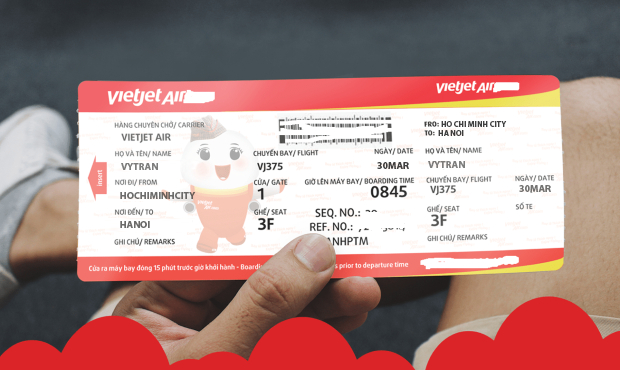 vietjet Air
vietjet Air
HÃNG CHUYÊN CHỞ/ CARRIER
VIETJET AIR
HỌ VÀ TÊN/ NAME
VYTRAN
NƠI ĐI/ FROM
HOCHIMINHCITY
NƠI ĐẾN/ TO
HANOI
GHI CHÚ/ REMARKS
insert
CHUYẾN BAY/ FLIGHT
VJ375
NGÀY/ DATE
30MAR
CỬA/ GATE
1
GIỜ LÊN MÁY BAY/ BOARDING TIME
0845
GHẾ/ SEAT
3F
SEQ. NO.:
REF. NO.:
ANHPTM
FRO: HO CHI MINH CITY
TO: HANOI
HỌ VÀ TÊN/ NAME
VYTRAN
CHUYẾN BAY/ FLIGHT
VJ375
NGÀY/ DATE
30MAR
GHẾ/ SEAT
3F
SỐ TE
GHI CHÚ/ REMARKS
Cửa ra máy bay đóng 15 phút trước giờ khởi hành - Boardin s prior to departure time